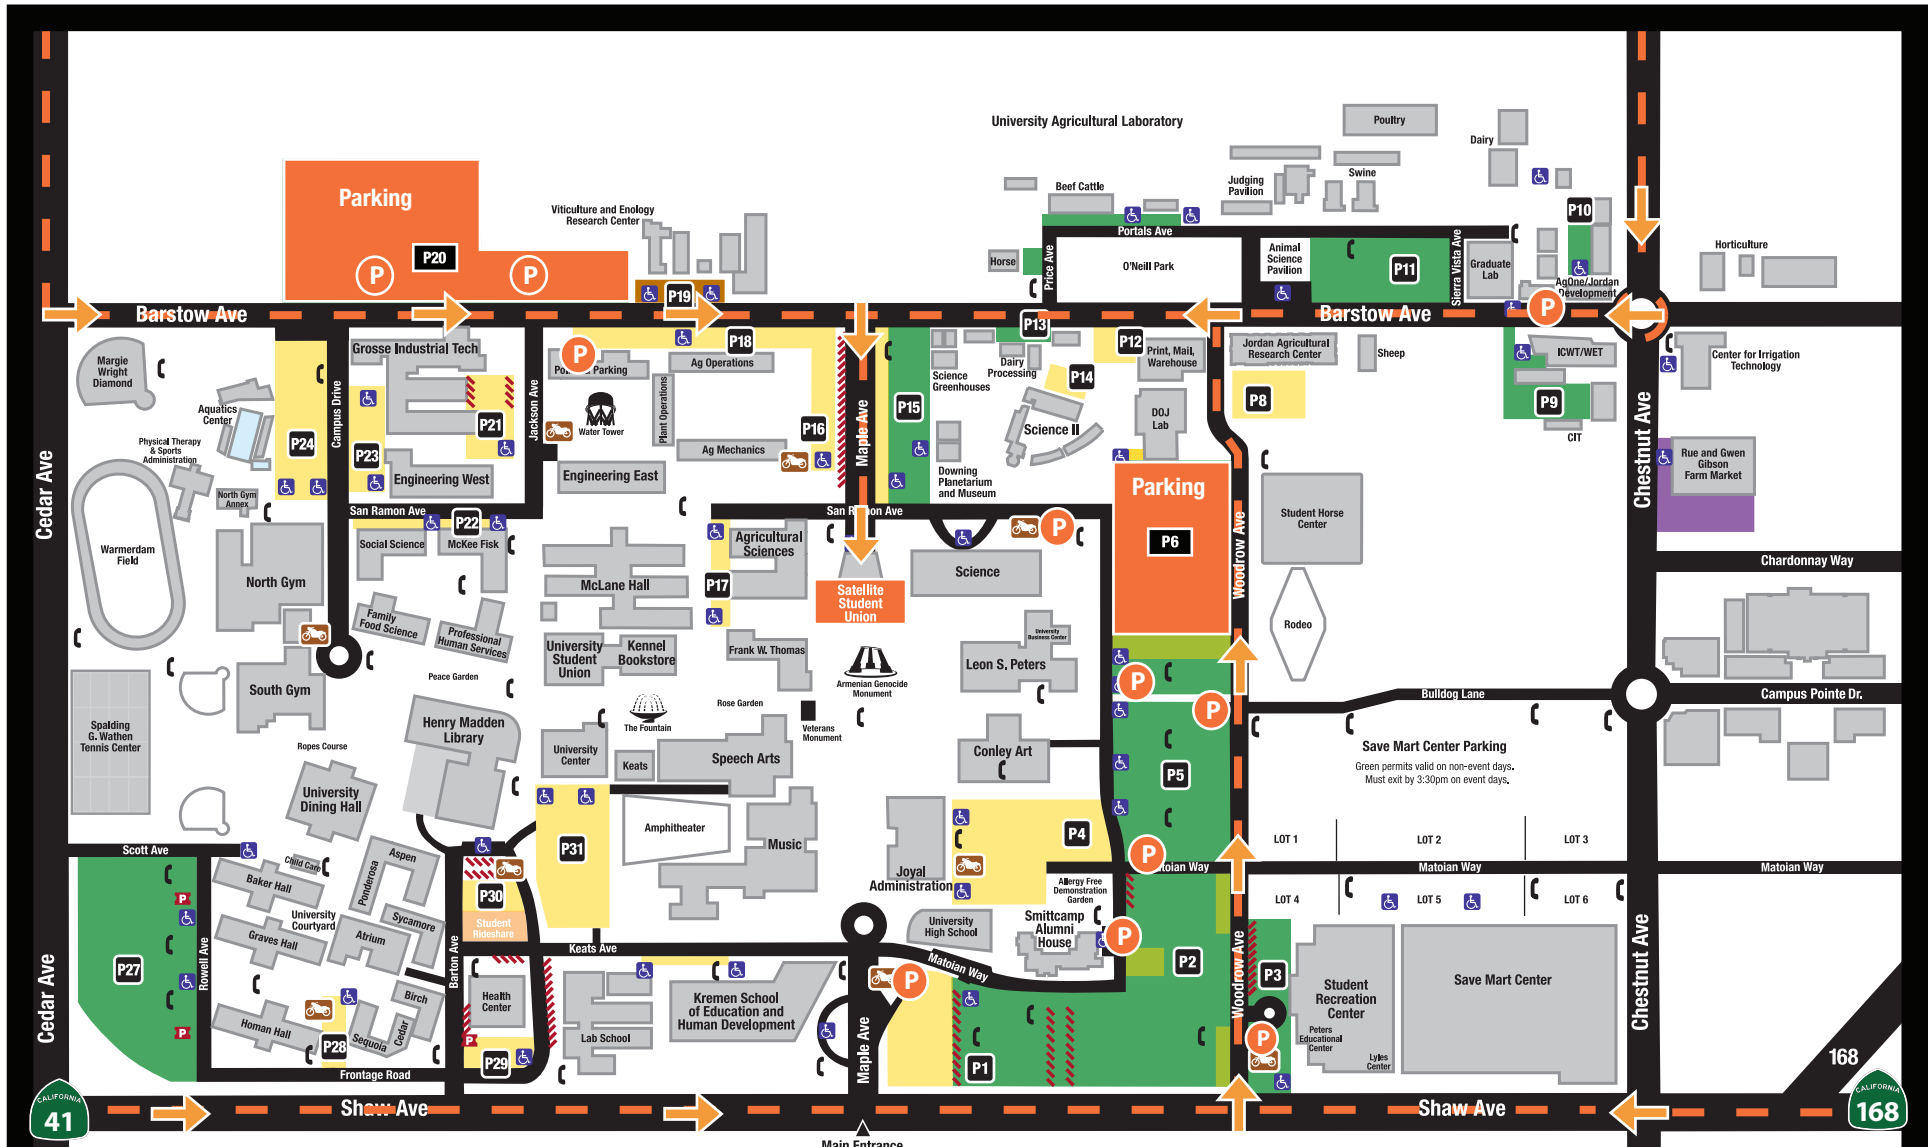 University Agricultural Laboratory
Poultry
Dairy
Judging
Pavilion
Swine
Beef Cattle
Viticulture and Enology
Research Center
Parking
P20
P
P
P19
Horse
Price Ave
Portals Ave
O'Neill Park
Animal
Science
Pavilion
P11
Sierra Vista Ave
Graduate
Lab
P10
AgOne/Jordan
Development
P
Horticulture
Barstow Ave
Barstow Ave
Margie
Wright
Diamond
Grosse Industrial Tech
Campus Drive
Jackson Ave
P
Parking
P18
Ag Operations
Plant Operations
Water Tower
Ag Mechanics
P16
Maple Ave
P15
Science
Greenhouses
Dairy
Processing
P13
P14
P12
Print, Mail,
Warehouse
DOJ
Lab
Science II
Downing
Planetarium
and Museum
Jordan Agricultural
Research Center
P8
Sheep
ICWT/WET
P9
CIT
Center for Irrigation
Technology
Rue and Gwen
Gibson
Farm Market
Aquatics
Center
P24
P23
P21
Physical Therapy
& Sports
Administration
North Gym
Annex
Engineering West
Engineering East
San Ramon Ave
P22
San Ramon Ave
Cedar Ave
Warmerdam
Field
North Gym
Social Science
McKee Fisk
McLane Hall
Agricultural
Sciences
P17
Satellite
Student
Union
Science
P
Parking
P6
Woodrow Ave
Student Horse
Center
Rodeo
Chestnut Ave
Chardonnay Way
Family
Food Science
Professional
Human Services
University
Student
Union
Kennel
Bookstore
Frank W. Thomas
Armenian Genocide
Monument
University
Business Center
Leon S. Peters
P
P
Bulldog Lane
Campus Pointe Dr.
South Gym
Peace Garden
Spalding
G. Wathen
Tennis Center
Ropes Course
Henry Madden
Library
The Fountain
Rose Garden
Veterans
Monument
University
Center
Keats
Speech Arts
Conley Art
P5
Save Mart Center Parking
Green permits valid on non-event days.
Must exit by 3:30pm on event days.
University
Dining Hall
Amphitheater
Music
P31
Joyal
Administration
P4
P
Matoian Way
LOT 1
LOT 2
LOT 3
Matoian Way
Matoian Way
LOT 4
LOT 5
LOT 6
Scott Ave
Child Care
Baker Hall
Ponderosa
Aspen
University
Courtyard
Graves Hall
Atrium
Sycamore
P30
Student
Rideshare
Keats Ave
Barton Ave
University
High School
Allergy Free
Demonstration
Garden
Smittcamp
Alumni
House
P
Matoian Way
P2
Woodrow Ave
P3
Student
Recreation
Center
Peters
Educational
Center
Lyles
Center
Save Mart Center
Chestnut Ave
Cedar Ave
P27
P
P
Rowell Ave
Homan Hall
P28
Sequoia
Cedar
Birch
Health
Center
P
P29
Lab School
Kremen School
of Education and
Human Development
P
Maple Ave
P1
P
Frontage Road
168
CALIFORNIA
41
Shaw Ave
Shaw Ave
CALIFORNIA
168
Main Entrance